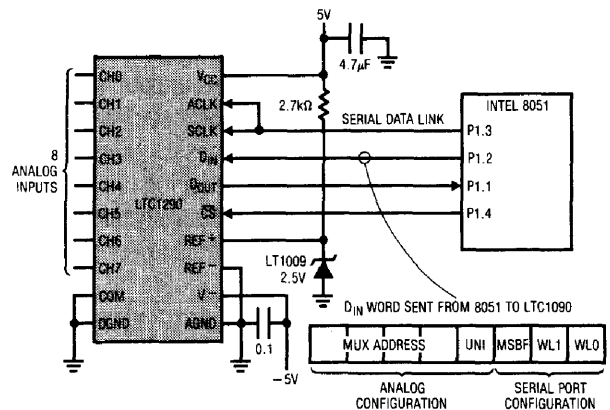 5V
4.7µF
2.7kΩ
LTC1290
CH0
CH1
CH2
CH3
CH4
CH5
CH6
CH7
COM
DGND
VCC
ACLK
SCLK
DIN
DOUT
CS
REF+
REF−
V−
AGND
8
ANALOG
INPUTS
SERIAL DATA LINK
INTEL 8051
P1.3
P1.2
P1.1
P1.4
LT1009
2.5V
0.1
−5V
DIN WORD SENT FROM 8051 TO LTC1090
MUX ADDRESS UNI MSBF WL1 WL0
ANALOG
CONFIGURATION
SERIAL PORT
CONFIGURATION